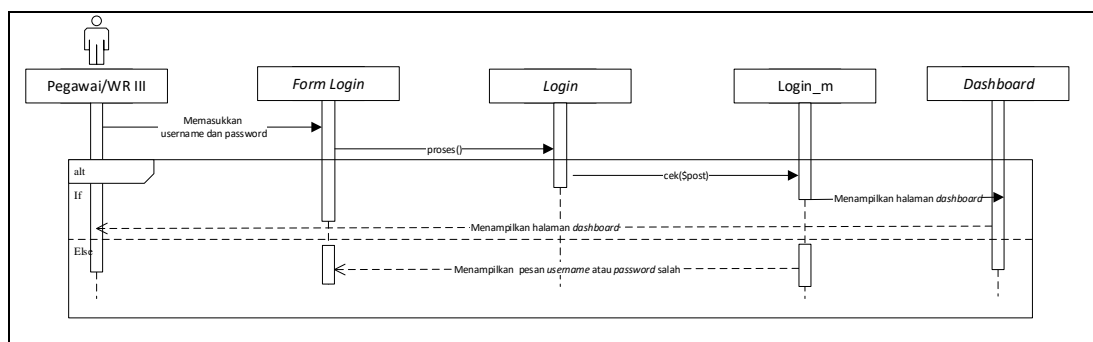 Pegawai/WR III
Form Login
Login
Login_m
Dashboard
Memasukkan
username dan password
proses()
alt
cek($post)
If
Menampilkan halaman dashboard
Menampilkan halaman dashboard
Else
Menampilkan pesan username atau password salah